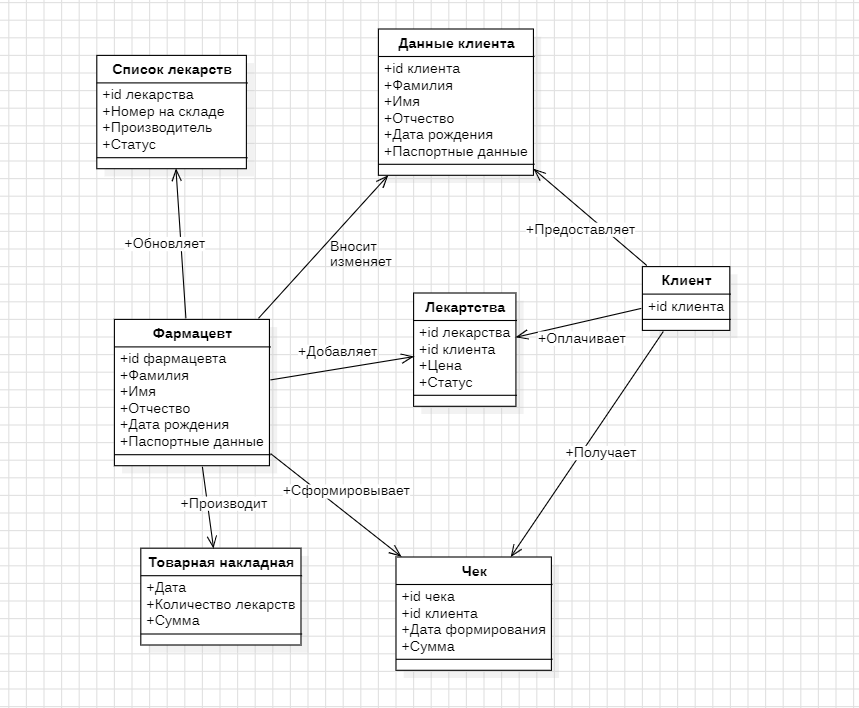 Данные клиента
+id клиента
+Фамилия
+Имя
+Отчество
+Дата рождения
+Паспортные данные
Список лекарств
+id лекарства
+Номер на складе
+Производитель
+Статус
+Обновляет
Вносит
изменяет
+Предоставляет
Клиент
+id клиента
Лекартства
+id лекарства
+id клиента
+Цена
+Статус
+Оплачивает
Фармацевт
+id фармацевта
+Фамилия
+Имя
+Отчество
+Дата рождения
+Паспортные данные
+Добавляет
+Получает
+Производит
+Сформировывает
Товарная накладная
+Дата
+Количество лекарств
+Сумма
Чек
+id чека
+id клиента
+Дата формирования
+Сумма